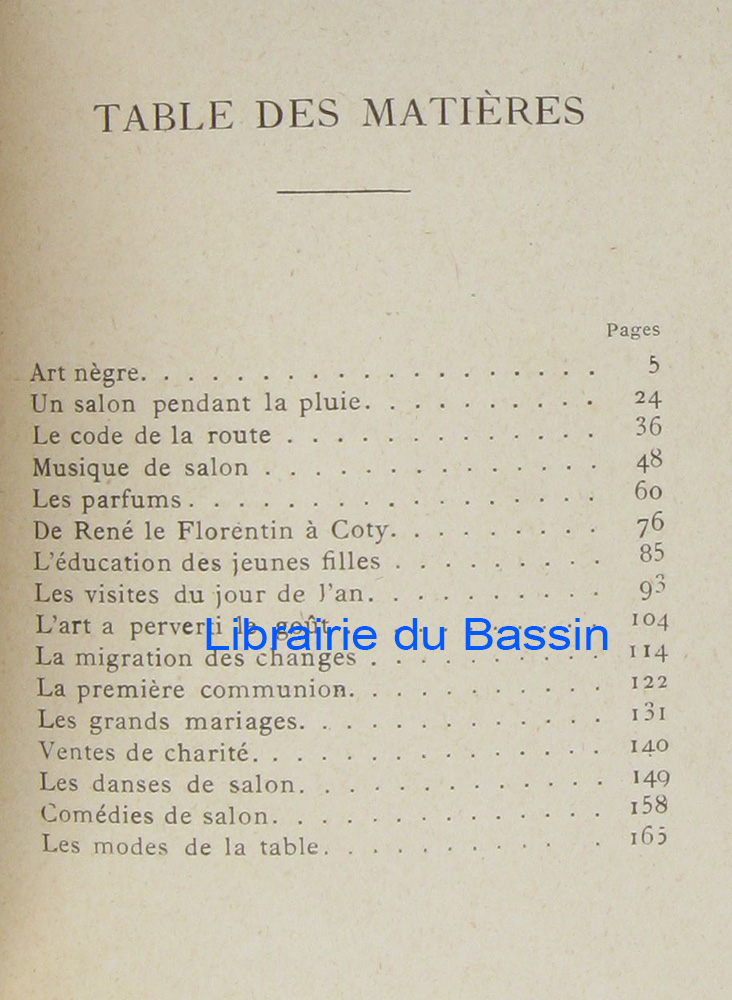 TABLE DES MATIÈRES
Pages
Art nègre. . . . . . . . . . . . . . . . . . . . 5
Un salon pendant la pluie. . . . . . . . . . . 24
Le code de la route . . . . . . . . . . . . . . 36
Musique de salon . . . . . . . . . . . . . . . 48
Les parfums . . . . . . . . . . . . . . . . . . 60
De René le Florentin à Coty. . . . . . . . . . 76
L'éducation des jeunes filles . . . . . . . . . 85
Les visites du jour de l'an. . . . . . . . . . . 93
L'art a perverti le goût. . . . . . . . . . . . 104
Librairie du Bassin
La migration des changes . . . . . . . . . . . 114
La première communion. . . . . . . . . . . . 122
Les grands mariages. . . . . . . . . . . . . . 131
Ventes de charité. . . . . . . . . . . . . . . 140
Les danses de salon. . . . . . . . . . . . . . 149
Comédies de salon. . . . . . . . . . . . . . . 158
Les modes de la table. . . . . . . . . . . . . 165